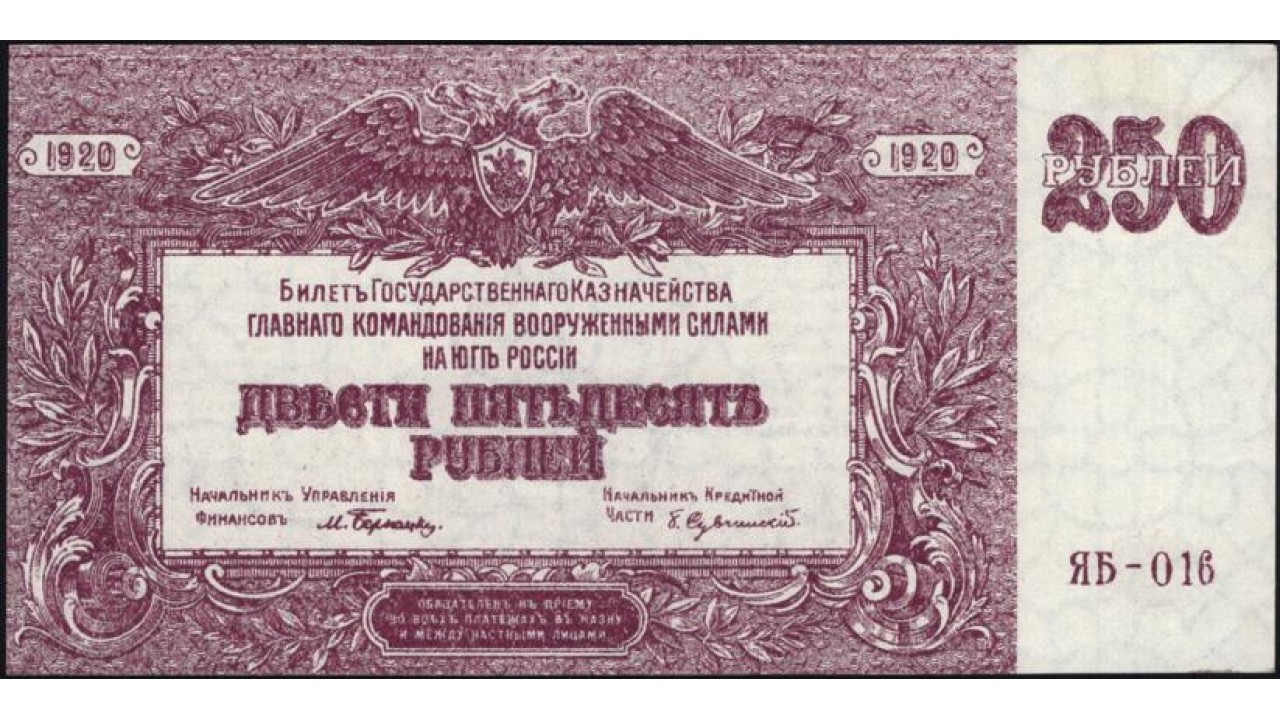 1920
1920
250
РУБЛЕЙ
БИЛЕТЪ ГОСУДАРСТВЕННАГО КАЗНАЧЕЙСТВА
ГЛАВНАГО КОМАНДОВАНІЯ ВООРУЖЕННЫМИ СИЛАМИ
НА ЮГѢ РОССІИ
ДВѢСТИ ПЯТЬДЕСЯТЪ
РУБЛЕЙ
НАЧАЛЬНИКЪ УПРАВЛЕНІЯ
ФИНАНСОВЪ
НАЧАЛЬНИКЪ КРЕДИТНОЙ
ЧАСТИ
ЯБ-016
ОБЯЗАТЕЛЕНЪ КЪ ПРІЕМУ
ВО ВСѢХЪ ПЛАТЕЖАХЪ ВЪ КАЗНУ
И МЕЖДУ ЧАСТНЫМИ ЛИЦАМИ